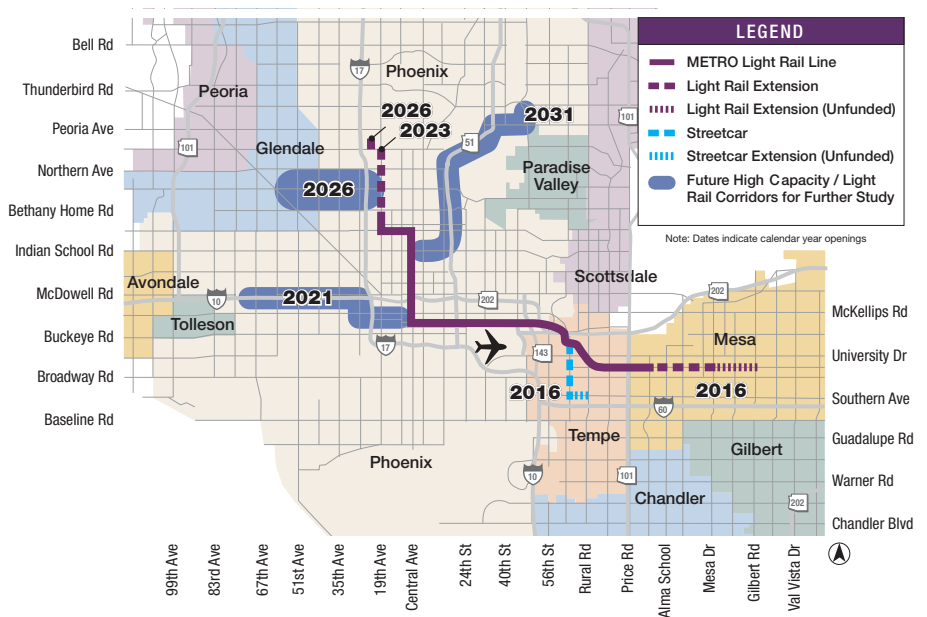 Bell Rd
Thunderbird Rd
Peoria Ave
Northern Ave
Bethany Home Rd
Indian School Rd
McDowell Rd
Buckeye Rd
Broadway Rd
Baseline Rd
LEGEND
METRO Light Rail Line
Light Rail Extension
Light Rail Extension (Unfunded)
Streetcar
Streetcar Extension (Unfunded)
Future High Capacity / Light
Rail Corridors for Further Study
Note: Dates indicate calendar year openings
17
Phoenix
Peoria
2026
2023
2031
101
51
101
Glendale
Paradise
Valley
2026
Scottsdale
Avondale
10
2021
202
202
Tolleson
17
143
Mesa
2016
2016
60
Tempe
Gilbert
Phoenix
10
101
Chandler
202
McKellips Rd
University Dr
Southern Ave
Guadalupe Rd
Warner Rd
Chandler Blvd
99th Ave
83rd Ave
67th Ave
51st Ave
35th Ave
19th Ave
Central Ave
24th St
40th St
56th St
Rural Rd
Price Rd
Alma School
Mesa Dr
Gilbert Rd
Val Vista Dr